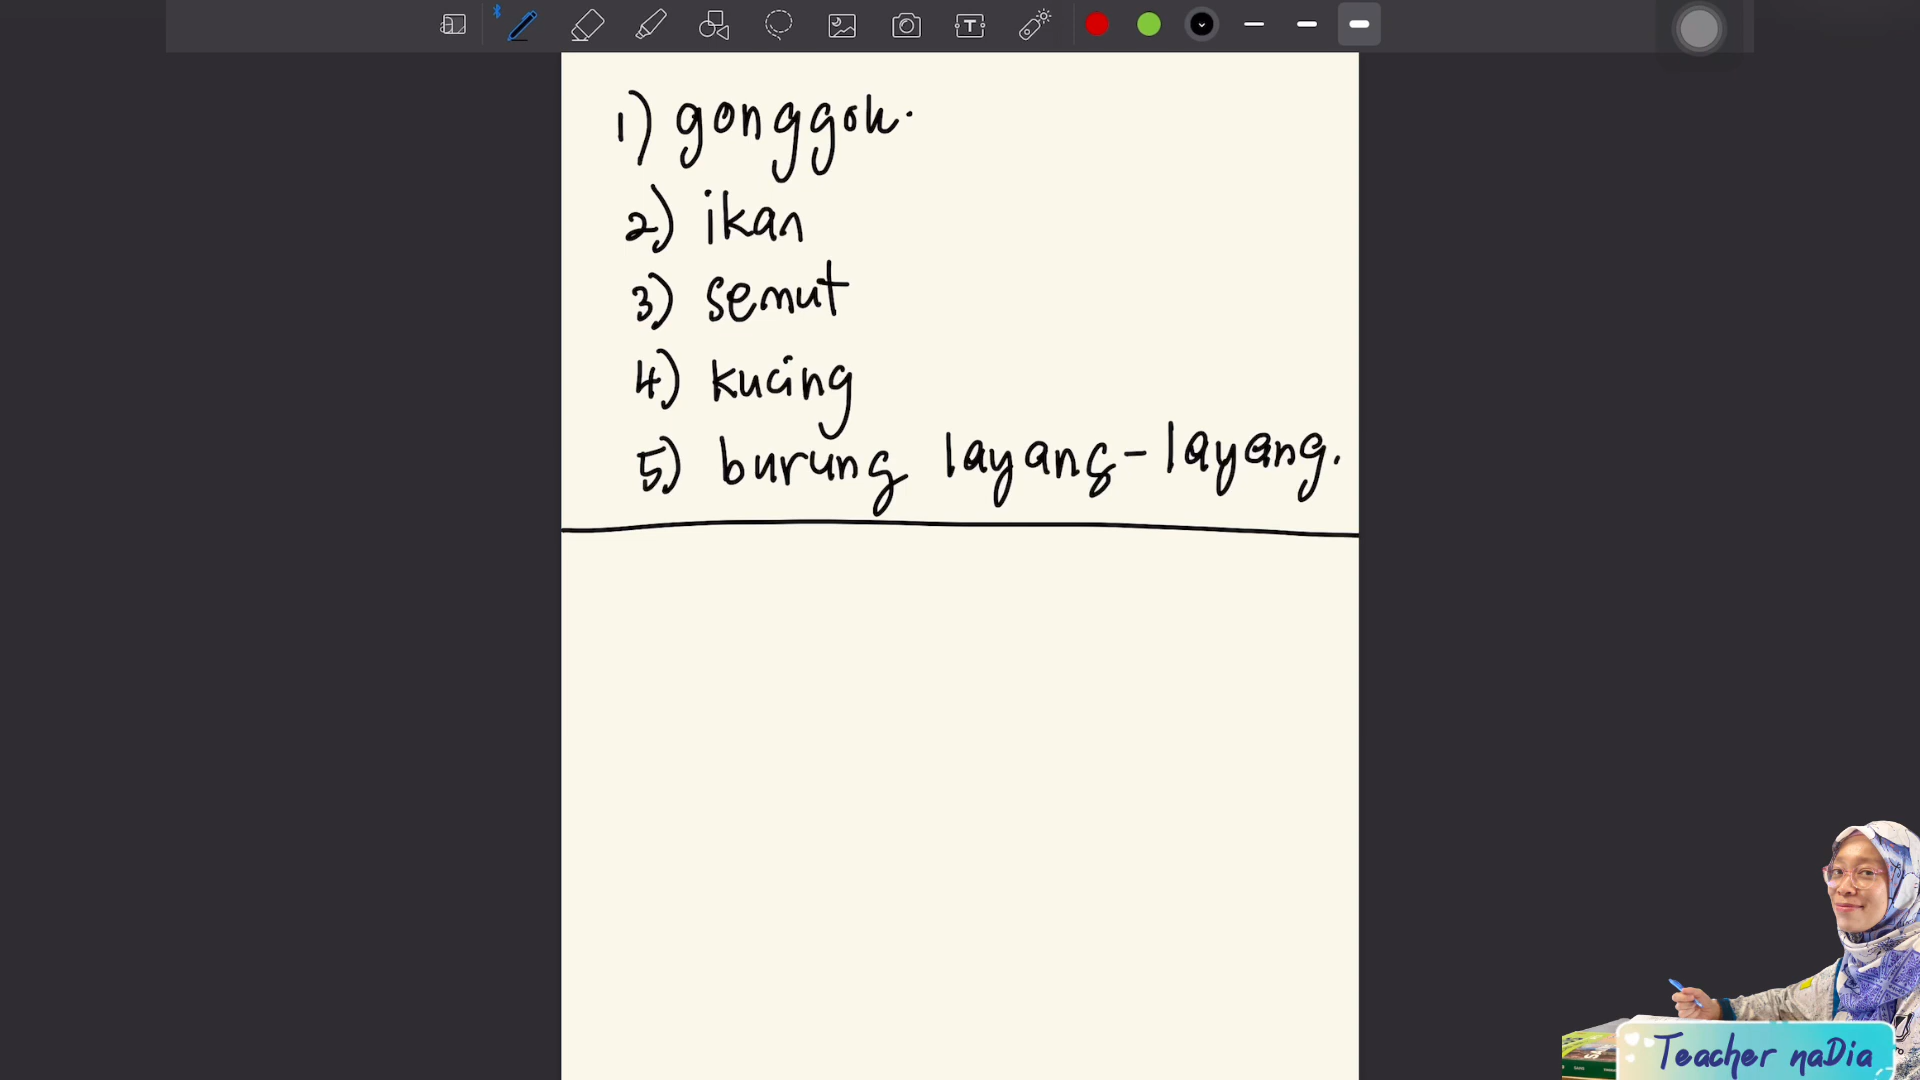 1) gonggok.
2) ikan
3) semut
4) kucing
5) burung layang-layang.
Teacher naDia